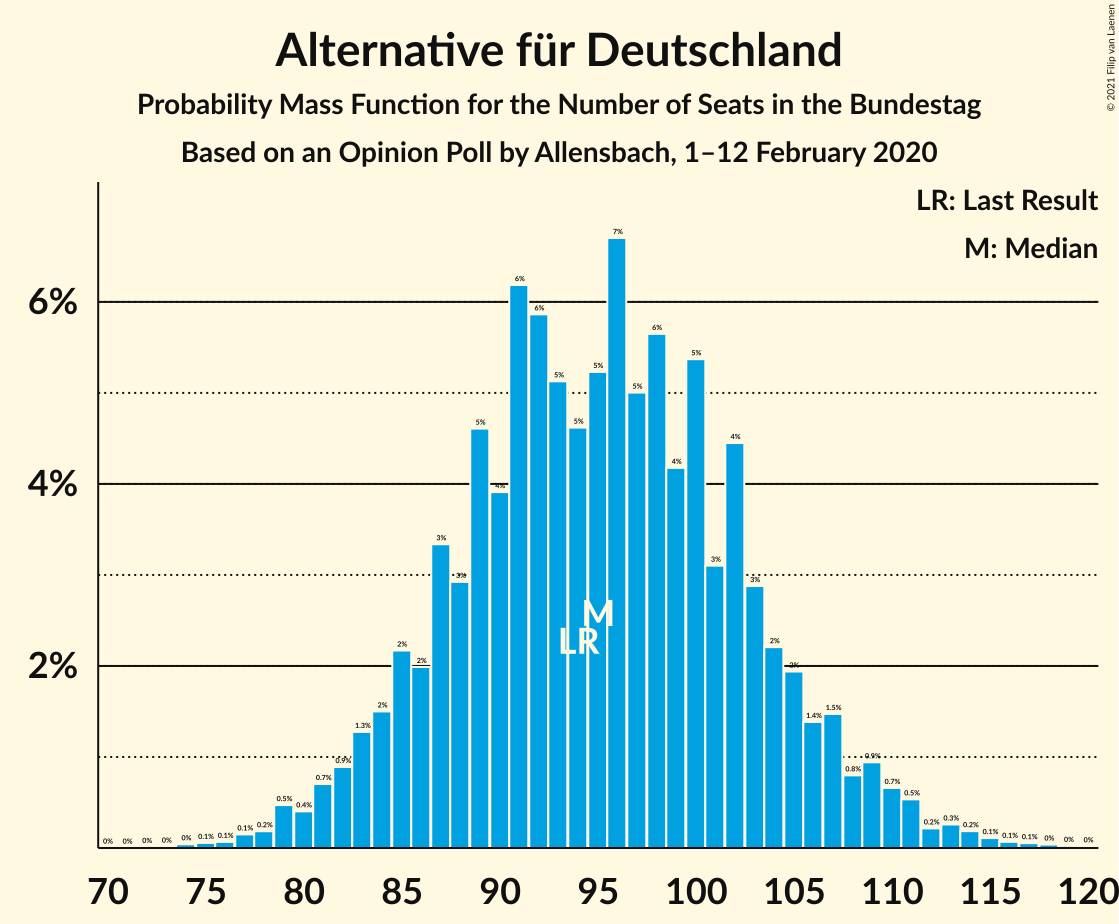 Alternative für Deutschland
Probability Mass Function for the Number of Seats in the Bundestag
Based on an Opinion Poll by Allensbach, 1–12 February 2020
© 2021 Filip van Laenen
LR: Last Result
M: Median
6%
4%
2%
0% 0% 0% 0% 0% 0.1% 0.1% 0.1% 0.2% 0.5% 0.4% 0.7% 0.9% 1.3% 2% 2% 2% 3% 3% 5% 4% 6% 6% 5% 5% 5% 7% 5% 6% 4% 5% 3% 4% 3% 2% 2% 1.4% 1.5% 0.8% 0.9% 0.7% 0.5% 0.2% 0.3% 0.2% 0.1% 0.1% 0.1% 0% 0% 0%
M
LR
70 75 80 85 90 95 100 105 110 115 120